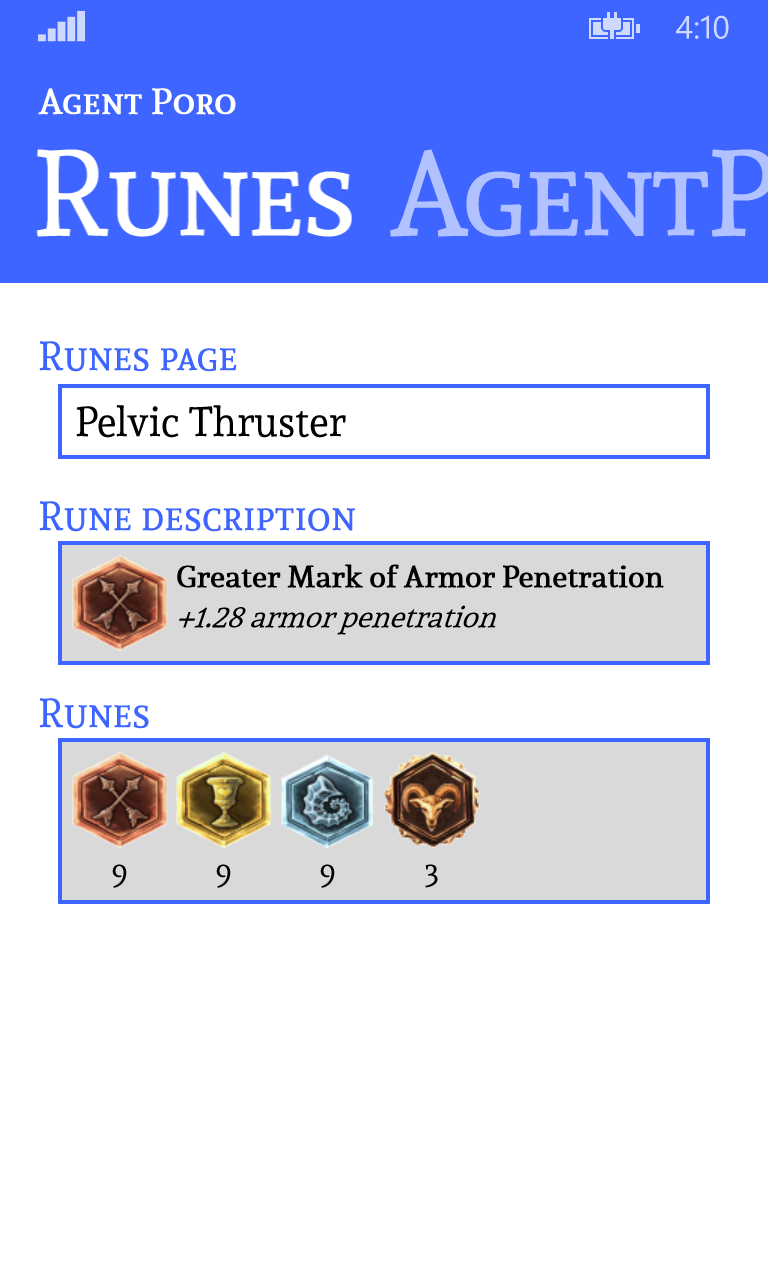 4:10
Agent Poro
Runes AgentP
Runes page
Pelvic Thruster
Rune description
Greater Mark of Armor Penetration
+1.28 armor penetration
Runes
9 9 9 3